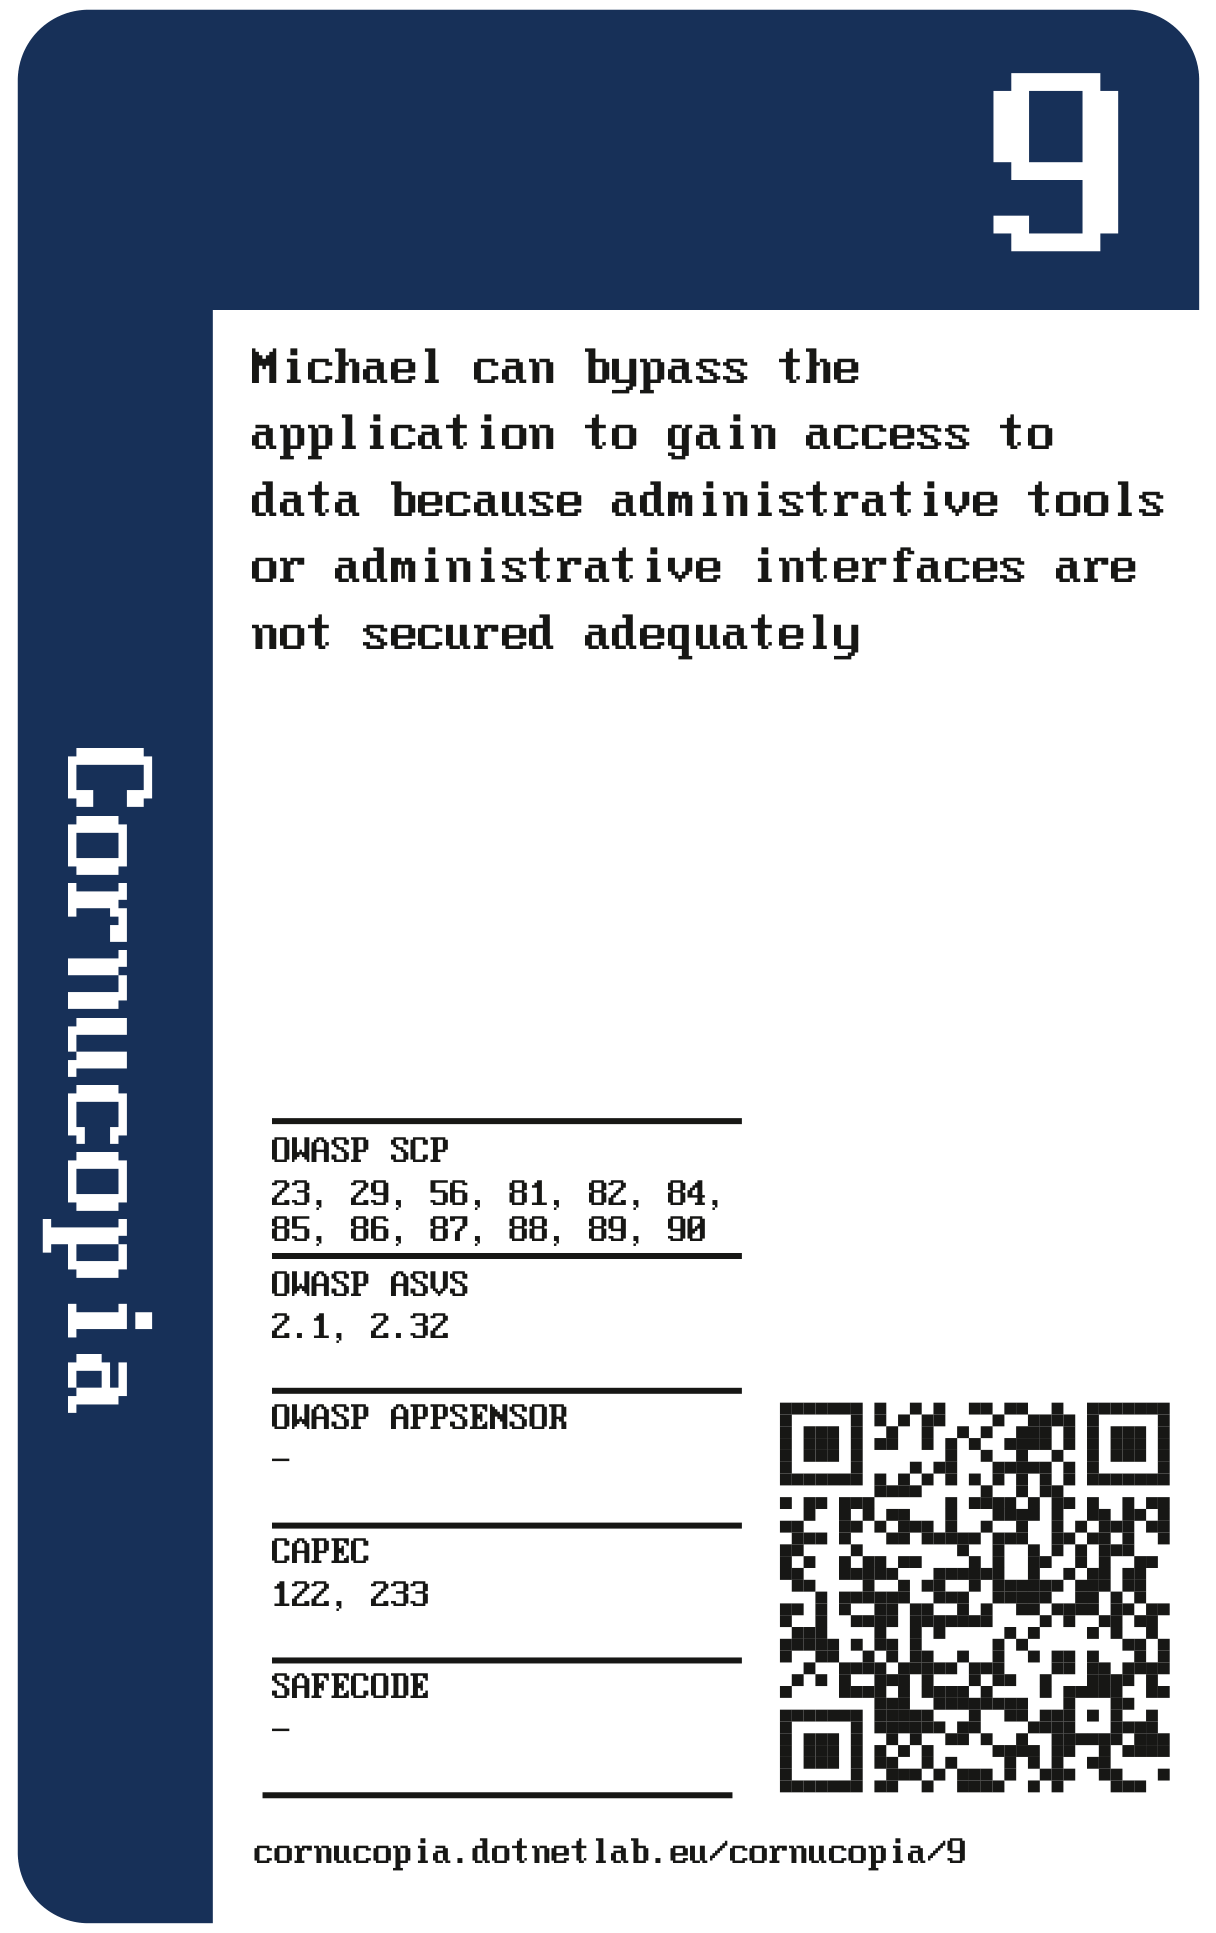 9
Michael can bypass the
application to gain access to
data because administrative tools
or administrative interfaces are
not secured adequately
Cornucopia
OWASP SCP
23, 29, 56, 81, 82, 84,
85, 86, 87, 88, 89, 90
OWASP ASVS
2.1, 2.32
OWASP APPSENSOR
–
CAPEC
122, 233
SAFECODE
–
cornucopia.dotnetlab.eu/cornucopia/9